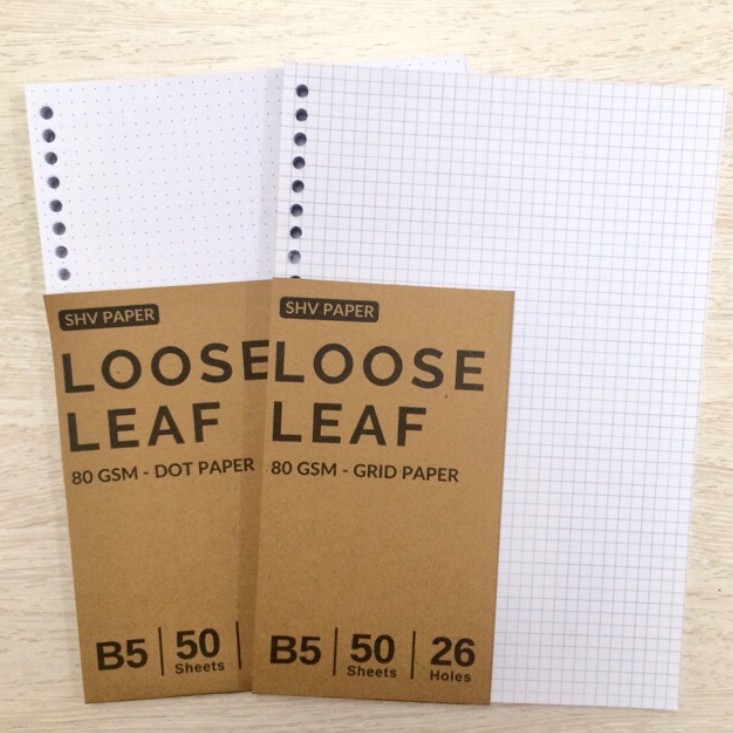 SHV PAPER
LOOSE
LEAF
80 GSM - DOT PAPER
B5 | 50 Sheets |
SHV PAPER
LOOSE
LEAF
80 GSM - GRID PAPER
B5 | 50 Sheets | 26 Holes